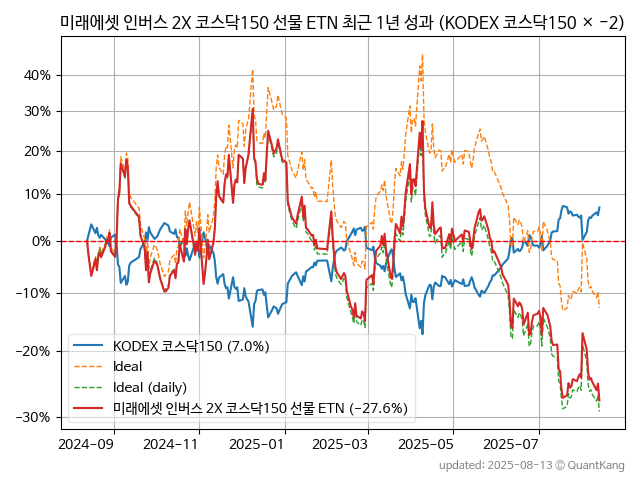 미래에셋 인버스 2X 코스닥150 선물 ETN 최근 1년 성과 (KODEX 코스닥150 × −2)
40%
30%
20%
10%
0%
−10%
−20%
−30%
KODEX 코스닥150 (7.0%)
Ideal
Ideal (daily)
미래에셋 인버스 2X 코스닥150 선물 ETN (−27.6%)
2024-09
2024-11
2025-01
2025-03
2025-05
2025-07
updated: 2025-08-13 © QuantKang